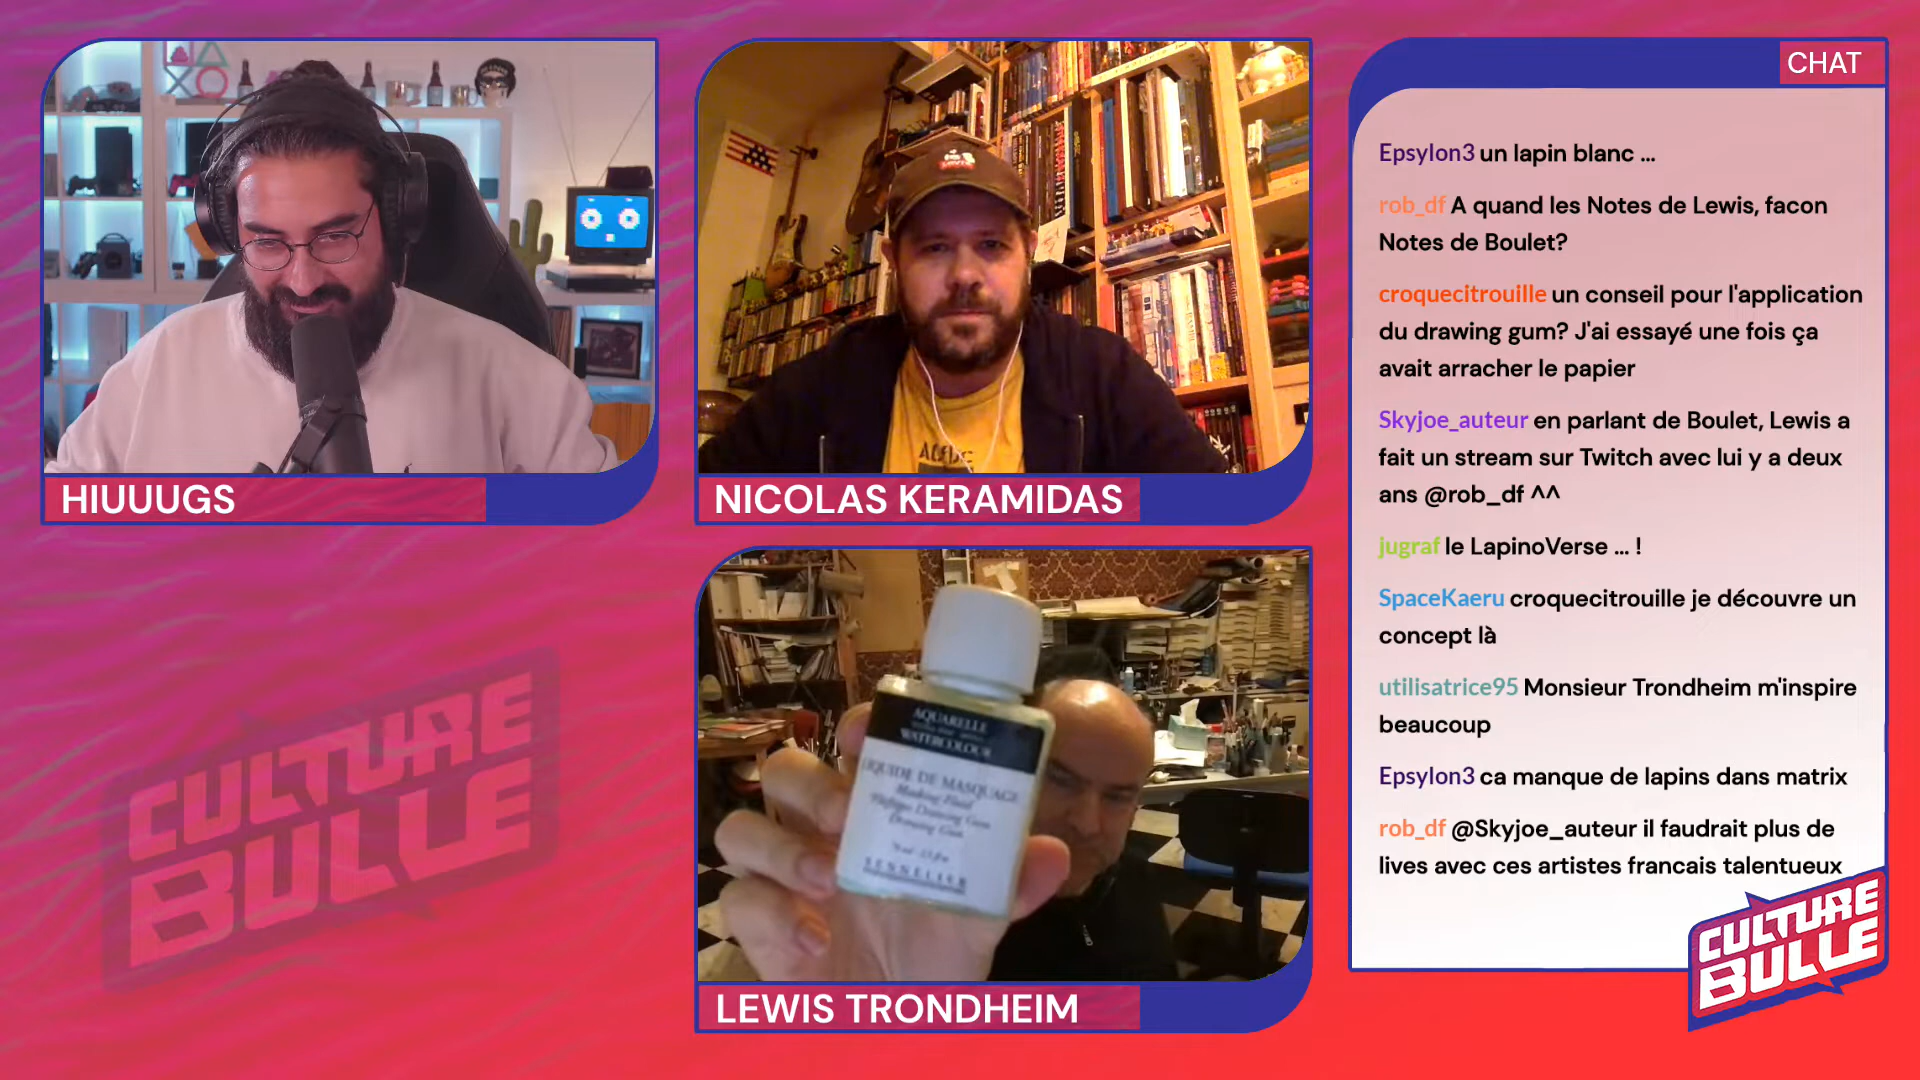 HIUUUGS
NICOLAS KERAMIDAS
AQUARELLE
WATERCOLOUR
LIQUIDE DE MASQUAGE
Masking Fluid
Drawing Gum
SENNELIER
LEWIS TRONDHEIM
CULTURE
BULLE
CHAT
Epsylon3 un lapin blanc ...
rob_df A quand les Notes de Lewis, facon
Notes de Boulet?
croquecitrouille un conseil pour l'application
du drawing gum? J'ai essayé une fois ça
avait arracher le papier
Skyjoe_auteur en parlant de Boulet, Lewis a
fait un stream sur Twitch avec lui y a deux
ans @rob_df ^^
jugraf le LapinoVerse ... !
SpaceKaeru croquecitrouille je découvre un
concept là
utilisatrice95 Monsieur Trondheim m'inspire
beaucoup
Epsylon3 ca manque de lapins dans matrix
rob_df @Skyjoe_auteur il faudrait plus de
lives avec ces artistes francais talentueux
CULTURE
BULLE